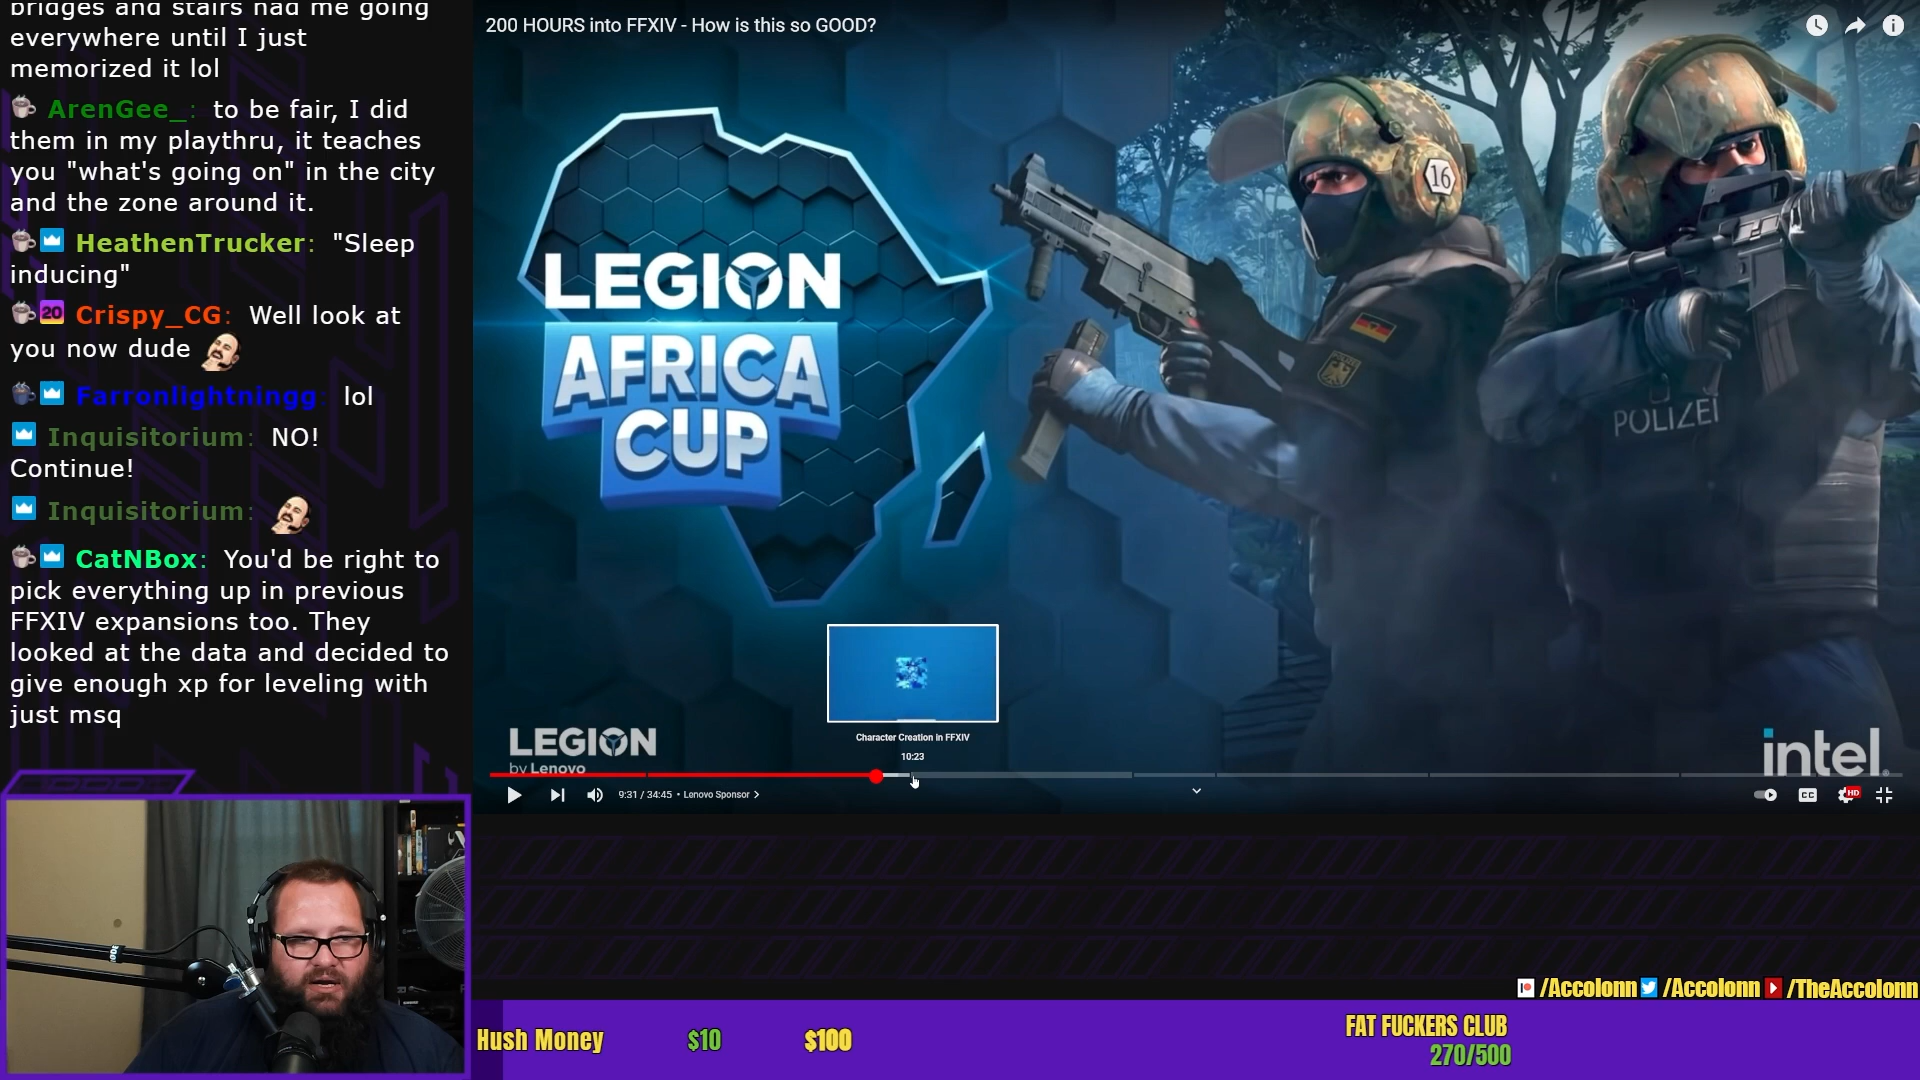 bridges and stairs had me going
everywhere until I just
memorized it lol
ArenGee_: to be fair, I did
them in my playthru, it teaches
you "what's going on" in the city
and the zone around it.
HeathenTrucker: "Sleep
inducing"
20 Crispy_CG: Well look at
you now dude
Farronlightningg: lol
Inquisitorium: NO!
Continue!
Inquisitorium:
CatNBox: You'd be right to
pick everything up in previous
FFXIV expansions too. They
looked at the data and decided to
give enough xp for leveling with
just msq
200 HOURS into FFXIV - How is this so GOOD?
LEGION
AFRICA
CUP
16
POLIZEI
POLIZEI
LEGION
by Lenovo
intel.
Character Creation in FFXIV
10:23
9:31 / 34:45 • Lenovo Sponsor >
CC
HD
/Accolonn /Accolonn /TheAccolonn
Hush Money $10 $100
FAT FUCKERS CLUB
270/500